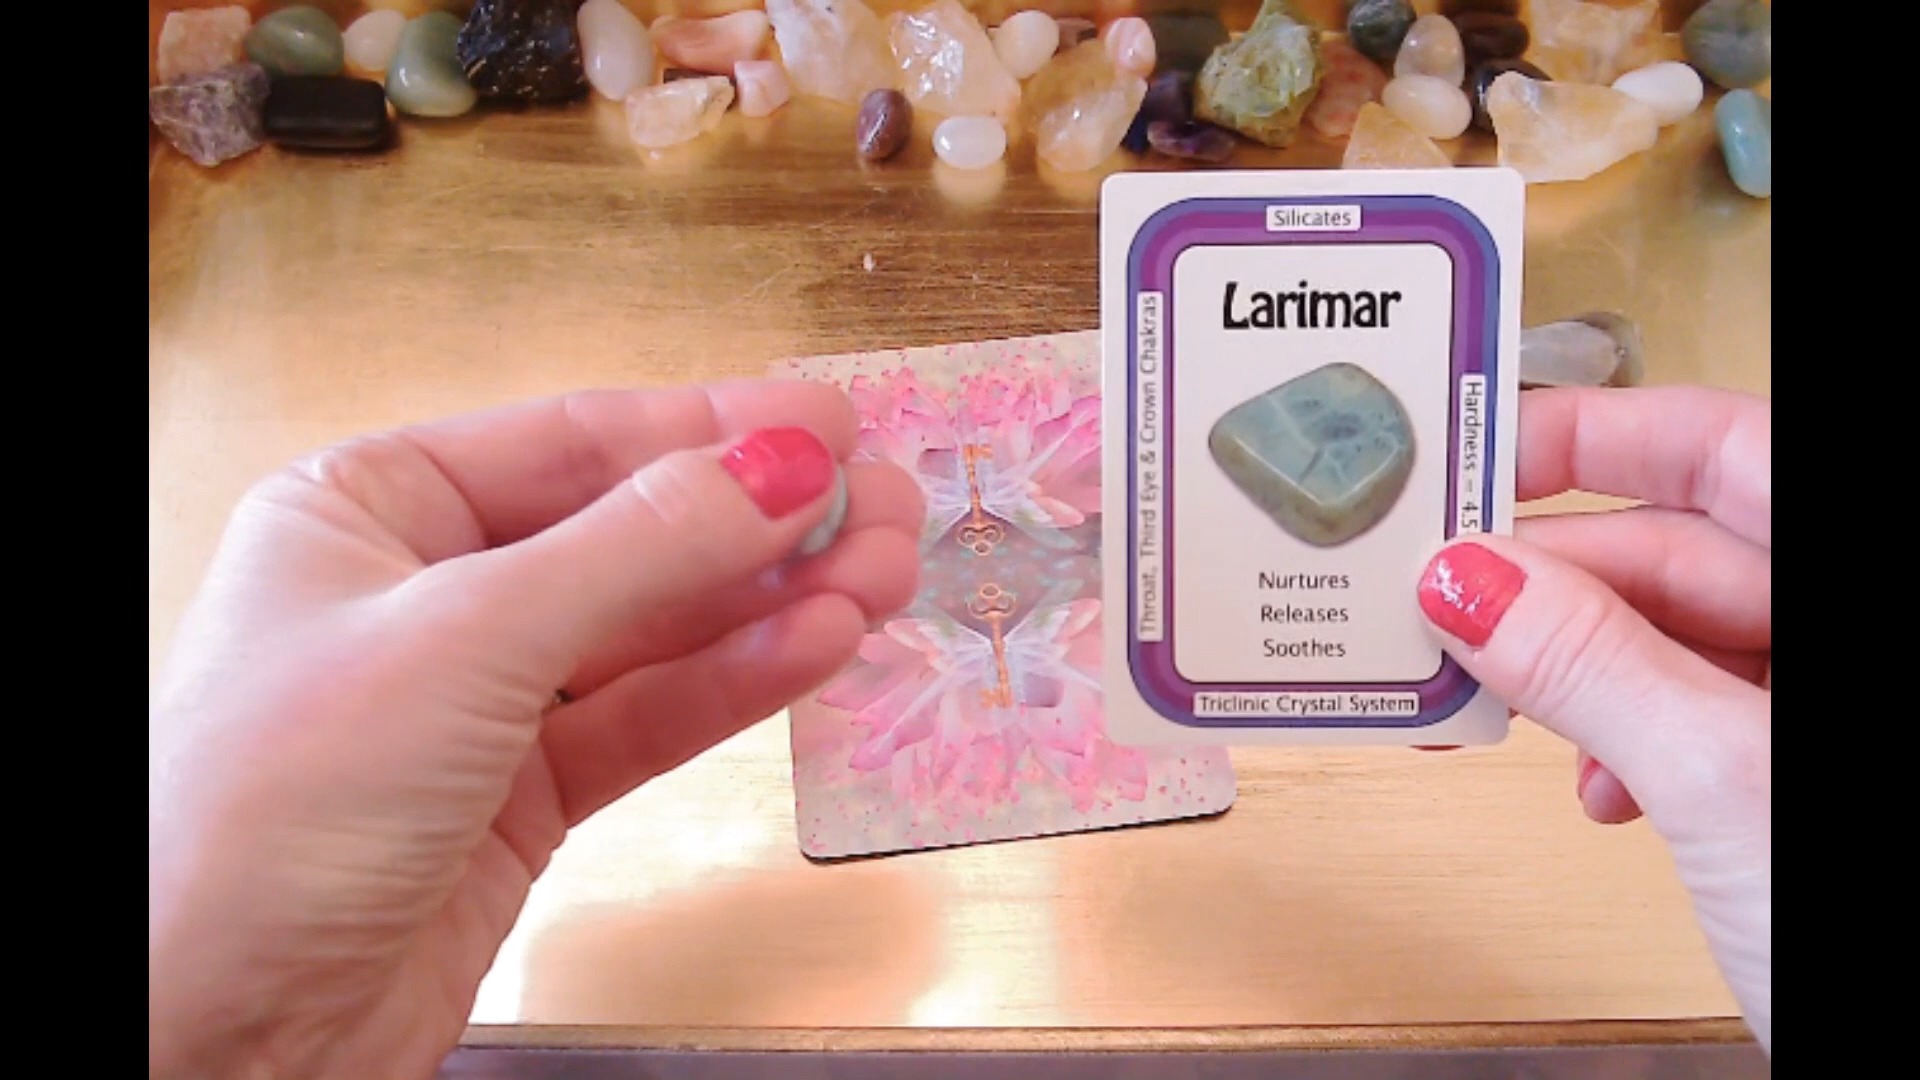 Silicates
Larimar
Throat, Third Eye & Crown Chakras
Hardness = 4.5
Nurtures
Releases
Soothes
Triclinic Crystal System